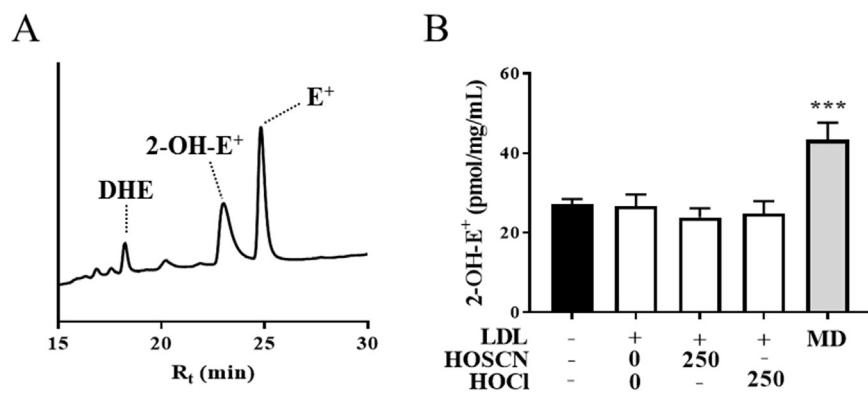 A
E+
2-OH-E+
DHE
15 20 25 30
Rt (min)
B
2-OH-E+ (pmol/mg/mL)
60
40
20
0
***
LDL - + + + MD
HOSCN - 0 250 -
HOCl - 0 - 250